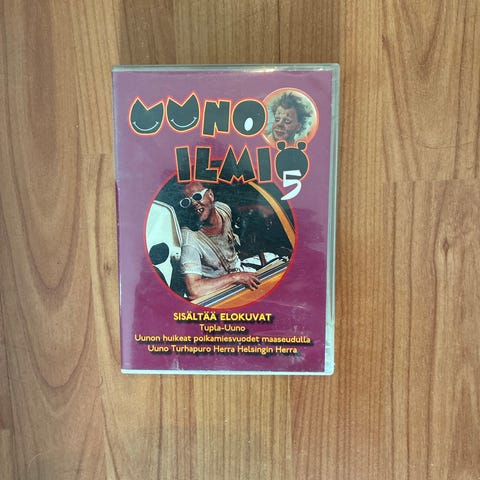 UUNO
ILMIÖ
5
SISÄLTÄÄ ELOKUVAT
Tupla-Uuno
Uunon huikeat poikamiesvuodet maaseudulla
Uuno Turhapuro Herra Helsingin Herra